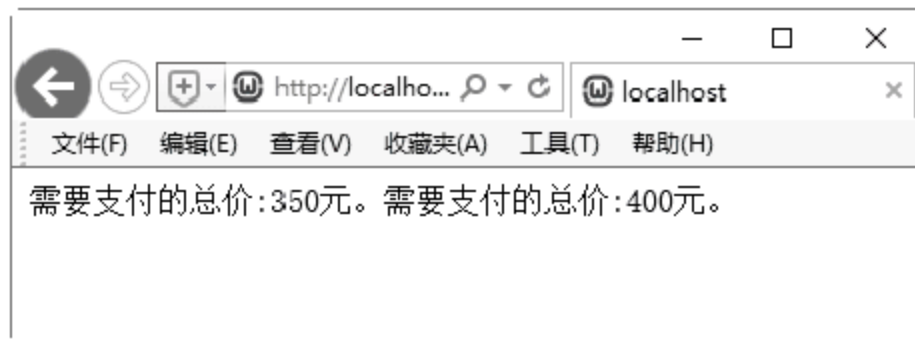 http://localho...
localhost
文件(F) 编辑(E) 查看(V) 收藏夹(A) 工具(T) 帮助(H)
需要支付的总价:350元。需要支付的总价:400元。